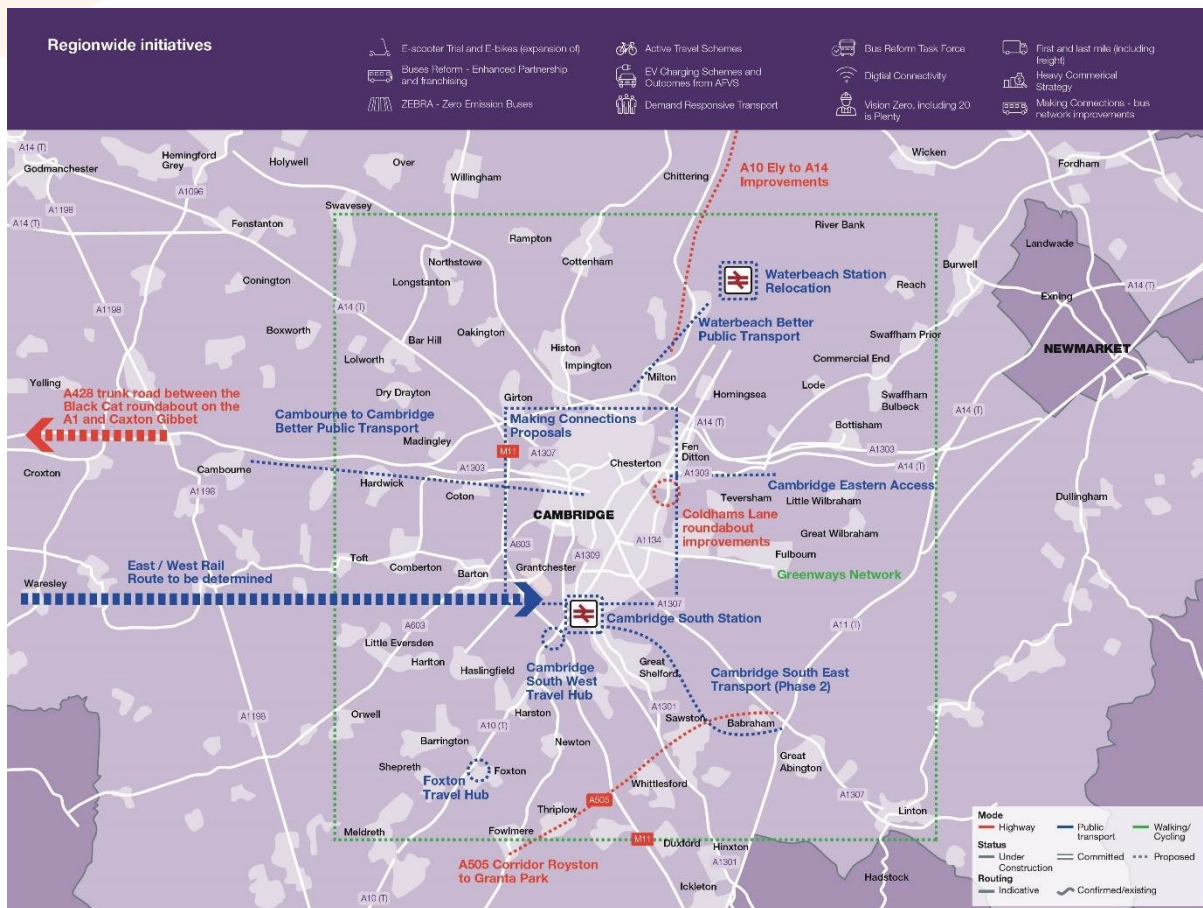 Regionwide initiatives
E-scooter Trial and E-bikes (expansion of)
Buses Reform - Enhanced Partnership
and franchising
ZEBRA - Zero Emission Buses
Active Travel Schemes
EV Charging Schemes and
Outcomes from AFVS
Demand Responsive Transport
Bus Reform Task Force
Digtial Connectivity
Vision Zero, including 20
is Plenty
First and last mile (including
freight)
Heavy Commerical
Strategy
Making Connections - bus
network improvements
A14 (T)
Godmanchester
Hemingford
Grey
Holywell
Over
Willingham
Chittering
A10 Ely to A14
Improvements
Wicken
Fordham
A1096
A1198
A14 (T)
Fenstanton
Swavesey
Rampton
Cottenham
River Bank
Landwade
Burwell
Northstowe
Longstanton
Conington
Waterbeach Station
Relocation
Reach
Exning
A14 (T)
A1198
A14 (T)
Boxworth
Bar Hill
Oakington
Histon
Impington
Waterbeach Better
Public Transport
Swaffham Prior
NEWMARKET
Lolworth
Commercial End
Yelling
A428 trunk road between the
Black Cat roundabout on the
A1 and Caxton Gibbet
Dry Drayton
Girton
Milton
Horningsea
Lode
Swaffham
Bulbeck
Cambourne to Cambridge
Better Public Transport
Making Connections
Proposals
A14 (T)
Bottisham
A14 (T)
Madingley
M11
A1307
Fen
Ditton
A1303
Croxton
Cambourne
A1303
Chesterton
A1303
A14 (T)
A1198
Hardwick
Coton
Cambridge Eastern Access
Teversham
Little Wilbraham
Dullingham
CAMBRIDGE
Coldhams Lane
roundabout
improvements
Great Wilbraham
A603
A1309
A1134
Fulbourn
East / West Rail
Route to be determined
Toft
Comberton
Barton
Grantchester
Greenways Network
Waresley
A1307
Cambridge South Station
A603
A11 (T)
Little Eversden
Harlton
Haslingfield
Cambridge
South West
Travel Hub
Great
Shelford
Cambridge South East
Transport (Phase 2)
A1198
Orwell
Harston
A1301
Sawston
Babraham
A10 (T)
Barrington
Newton
Great
Abington
Shepreth
Foxton
Foxton
Travel Hub
Whittlesford
A505
A1307
Thriplow
Linton
Meldreth
Fowlmere
M11
Duxford
Hinxton
A505 Corridor Royston
to Granta Park
A1301
A10 (T)
Ickleton
Hadstock
Mode
Highway
Public
transport
Walking/
Cycling
Status
Under
Construction
Committed
Proposed
Routing
Indicative
Confirmed/existing